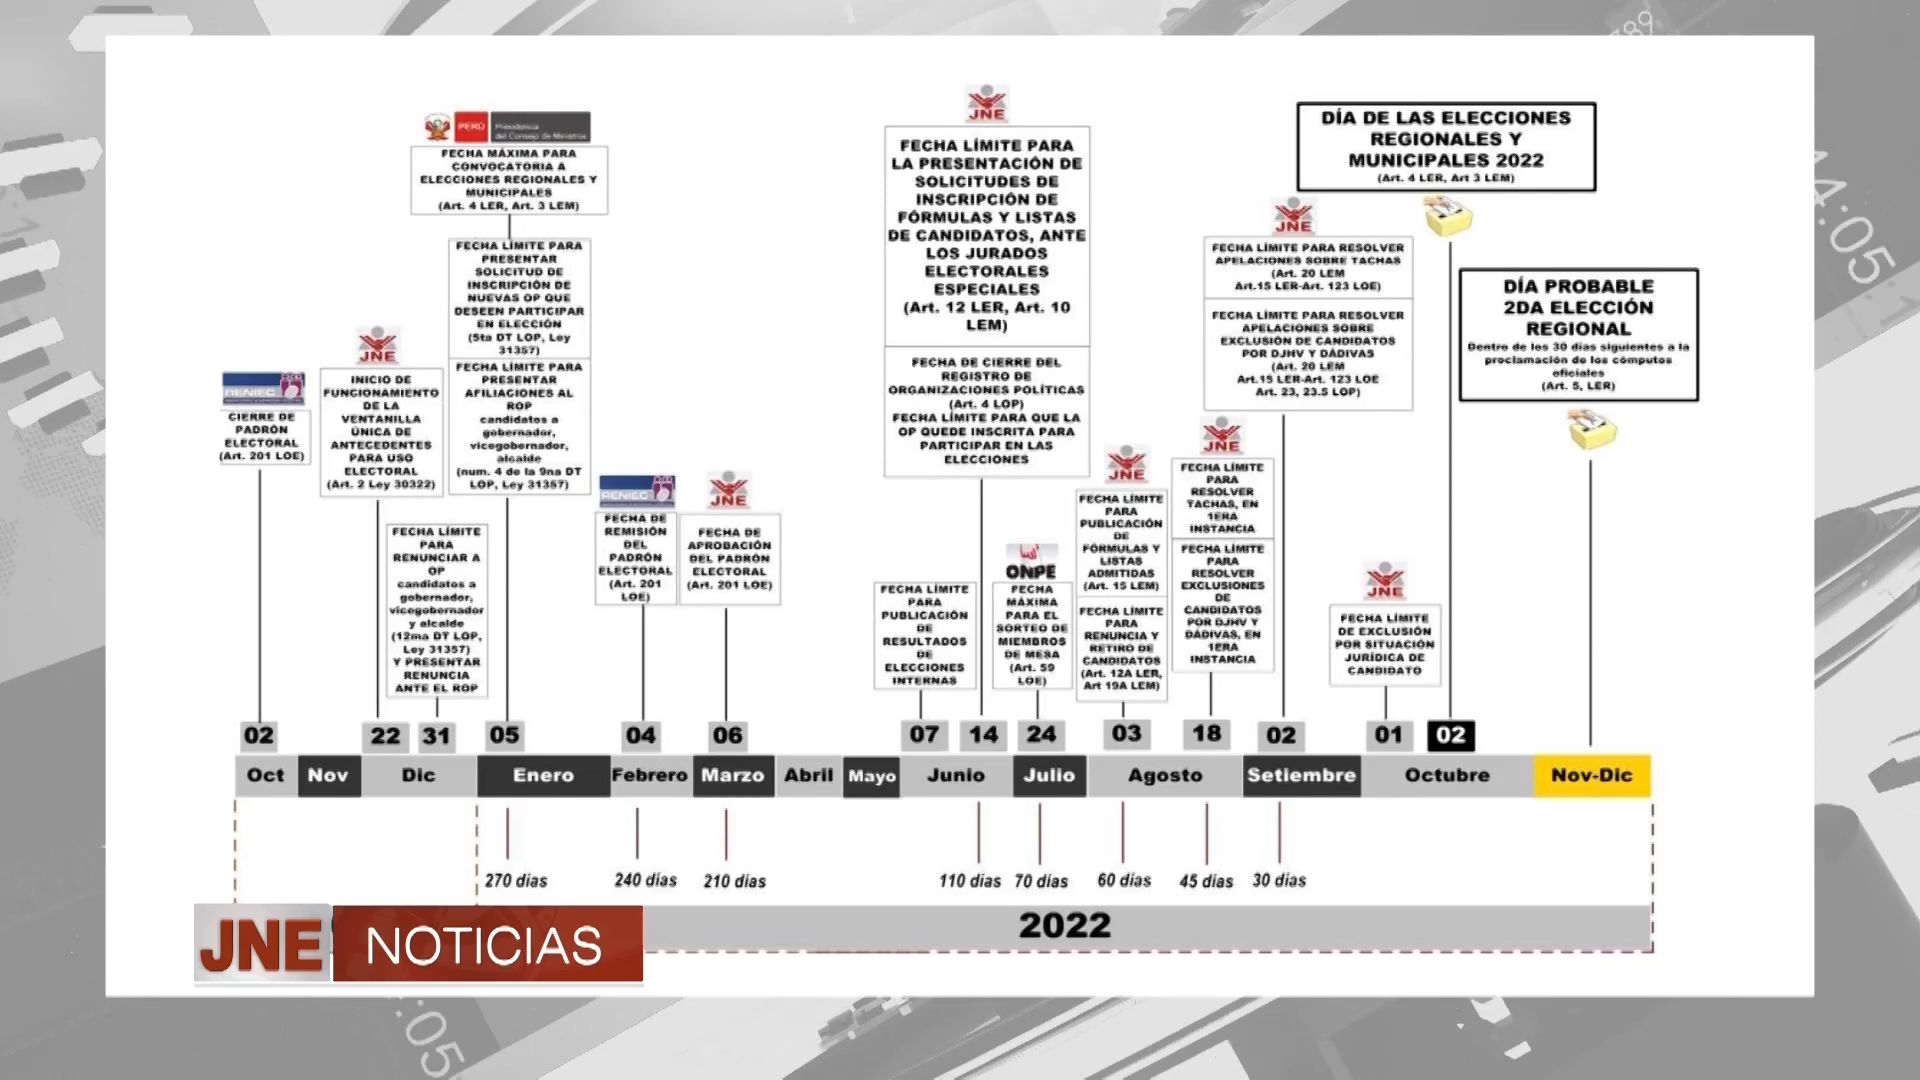 RENIEC
CIERRE DE
PADRÓN
ELECTORAL
(Art. 201 LOE)
JNE
INICIO DE
FUNCIONAMIENTO
DE LA
VENTANILLA
ÚNICA DE
ANTECEDENTES
PARA USO
ELECTORAL
(Art. 2 Ley 30322)
FECHA LÍMITE
PARA
RENUNCIAR A
OP
candidatos a
gobernador,
vicegobernador
y alcalde
(12ma DT LOP,
Ley 31357)
Y PRESENTAR
RENUNCIA
ANTE EL ROP
PERÚ
Presidencia
del Consejo de Ministros
FECHA MÁXIMA PARA
CONVOCATORIA A
ELECCIONES REGIONALES Y
MUNICIPALES
(Art. 4 LER, Art. 3 LEM)
FECHA LÍMITE PARA
PRESENTAR
SOLICITUD DE
INSCRIPCIÓN DE
NUEVAS OP QUE
DESEEN PARTICIPAR
EN ELECCIÓN
(5ta DT LOP, Ley
31357)
FECHA LÍMITE PARA
PRESENTAR
AFILIACIONES AL
ROP
candidatos a
gobernador,
vicegobernador,
alcalde
(num. 4 de la 9na DT
LOP, Ley 31357)
RENIEC
FECHA DE
REMISIÓN
DEL
PADRÓN
ELECTORAL
(Art. 201
LOE)
JNE
FECHA DE
APROBACIÓN
DEL PADRÓN
ELECTORAL
(Art. 201 LOE)
JNE
FECHA LÍMITE PARA
LA PRESENTACIÓN DE
SOLICITUDES DE
INSCRIPCIÓN DE
FÓRMULAS Y LISTAS
DE CANDIDATOS, ANTE
LOS JURADOS
ELECTORALES
ESPECIALES
(Art. 12 LER, Art. 10
LEM)
FECHA DE CIERRE DEL
REGISTRO DE
ORGANIZACIONES POLÍTICAS
(Art. 4 LOP)
FECHA LÍMITE PARA QUE LA
OP QUEDE INSCRITA PARA
PARTICIPAR EN LAS
ELECCIONES
FECHA LÍMITE
PARA
PUBLICACIÓN
DE
RESULTADOS
DE
ELECCIONES
INTERNAS
ONPE
FECHA
MÁXIMA
PARA EL
SORTEO DE
MIEMBROS
DE MESA
(Art. 59
LOE)
JNE
FECHA LÍMITE
PARA
PUBLICACIÓN
DE
FÓRMULAS Y
LISTAS
ADMITIDAS
(Art. 15 LEM)
FECHA LÍMITE
PARA
RENUNCIA Y
RETIRO DE
CANDIDATOS
(Art. 12A LER,
Art 19A LEM)
JNE
FECHA LÍMITE
PARA
RESOLVER
TACHAS, EN
1ERA
INSTANCIA
FECHA LÍMITE
PARA
RESOLVER
EXCLUSIONES
DE
CANDIDATOS
POR DJHV Y
DÁDIVAS, EN
1ERA
INSTANCIA
JNE
FECHA LÍMITE PARA RESOLVER
APELACIONES SOBRE TACHAS
(Art. 20 LEM
Art.15 LER-Art. 123 LOE)
FECHA LÍMITE PARA RESOLVER
APELACIONES SOBRE
EXCLUSIÓN DE CANDIDATOS
POR DJHV Y DÁDIVAS
(Art. 20 LEM
Art.15 LER-Art. 123 LOE
Art. 23, 23.5 LOP)
JNE
FECHA LÍMITE
DE EXCLUSIÓN
POR SITUACIÓN
JURÍDICA DE
CANDIDATO
DÍA DE LAS ELECCIONES
REGIONALES Y
MUNICIPALES 2022
(Art. 4 LER, Art 3 LEM)
DÍA PROBABLE
2DA ELECCIÓN
REGIONAL
Dentro de los 30 días siguientes a la
proclamación de los cómputos
oficiales
(Art. 5, LER)
02 22 31 05 04 06 07 14 24 03 18 02 01 02
Oct Nov Dic Enero Febrero Marzo Abril Mayo Junio Julio Agosto Setiembre Octubre Nov-Dic
270 días 240 días 210 días 110 días 70 días 60 días 45 días 30 días
2022
JNE NOTICIAS
789
4:05
:05